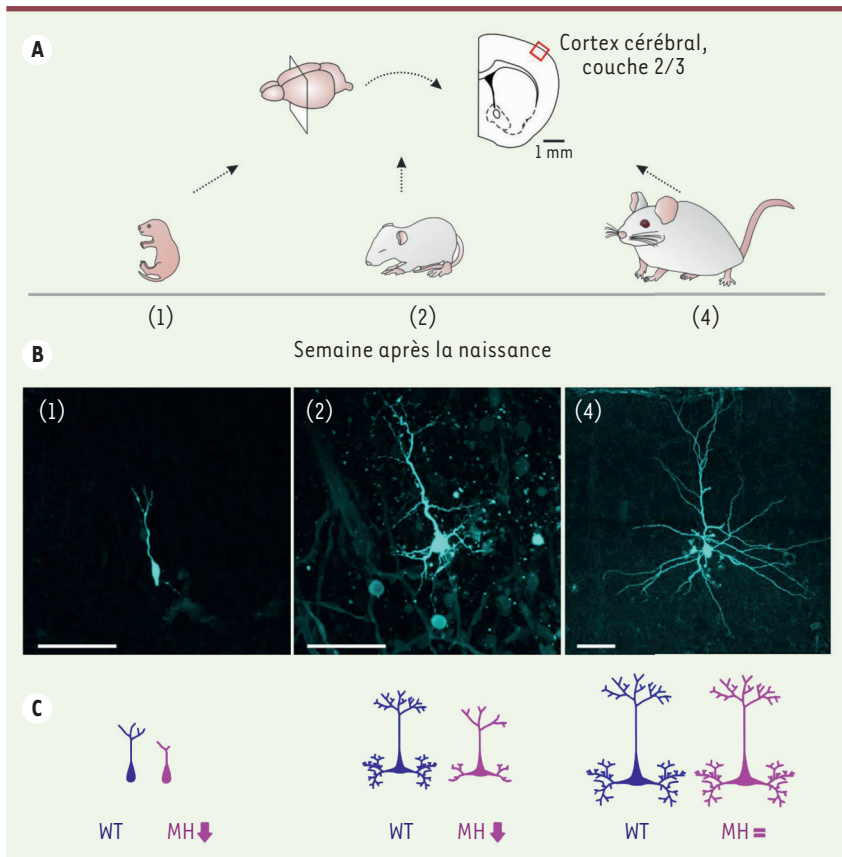 A
Cortex cérébral,
couche 2/3
1 mm
(1)
(2)
(4)
B
Semaine après la naissance
(1)
(2)
(4)
C
WT
MH
WT
MH
WT
MH =